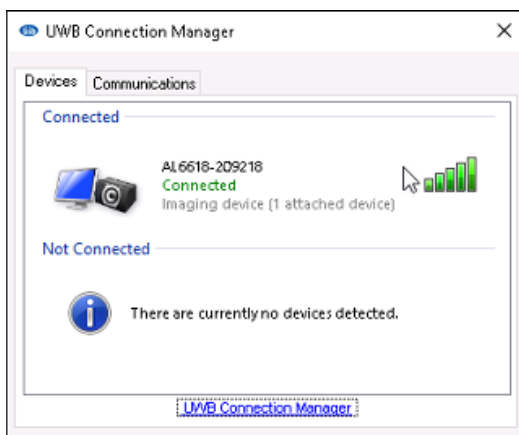 UWB Connection Manager
Devices
Communications
Connected
AL6618-209218
Connected
Imaging device (1 attached device)
Not Connected
There are currently no devices detected.
UWB Connection Manager